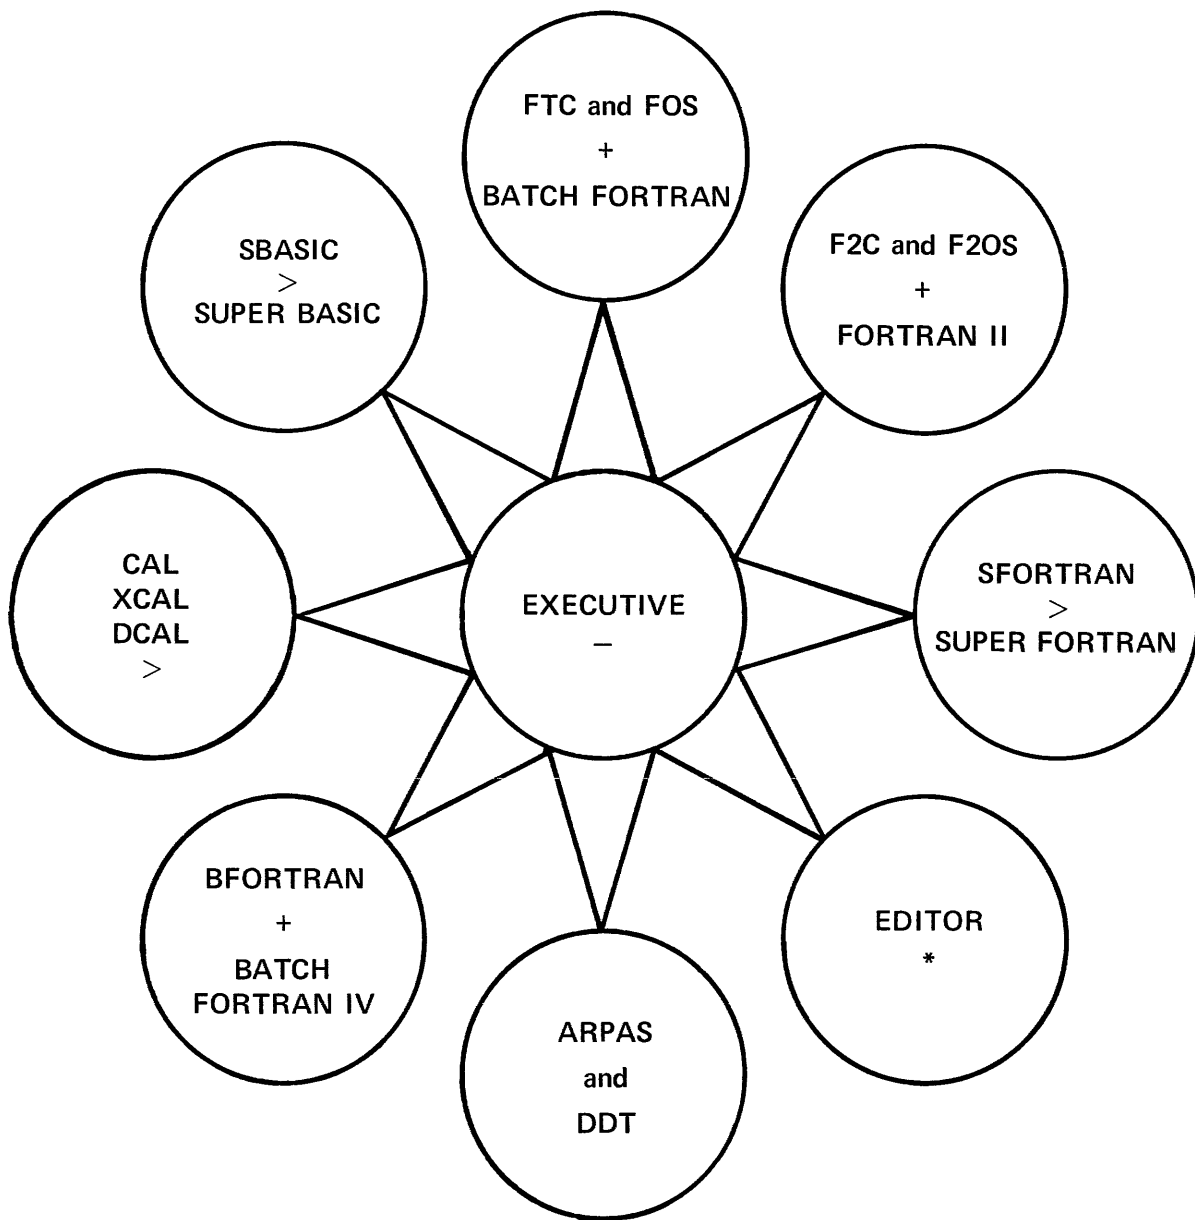 FTC and FOS
+
BATCH FORTRAN
F2C and F2OS
+
FORTRAN II
SBASIC
>
SUPER BASIC
CAL
XCAL
DCAL
>
EXECUTIVE
–
SFORTRAN
>
SUPER FORTRAN
BFORTRAN
+
BATCH
FORTRAN IV
EDITOR
*
ARPAS
and
DDT